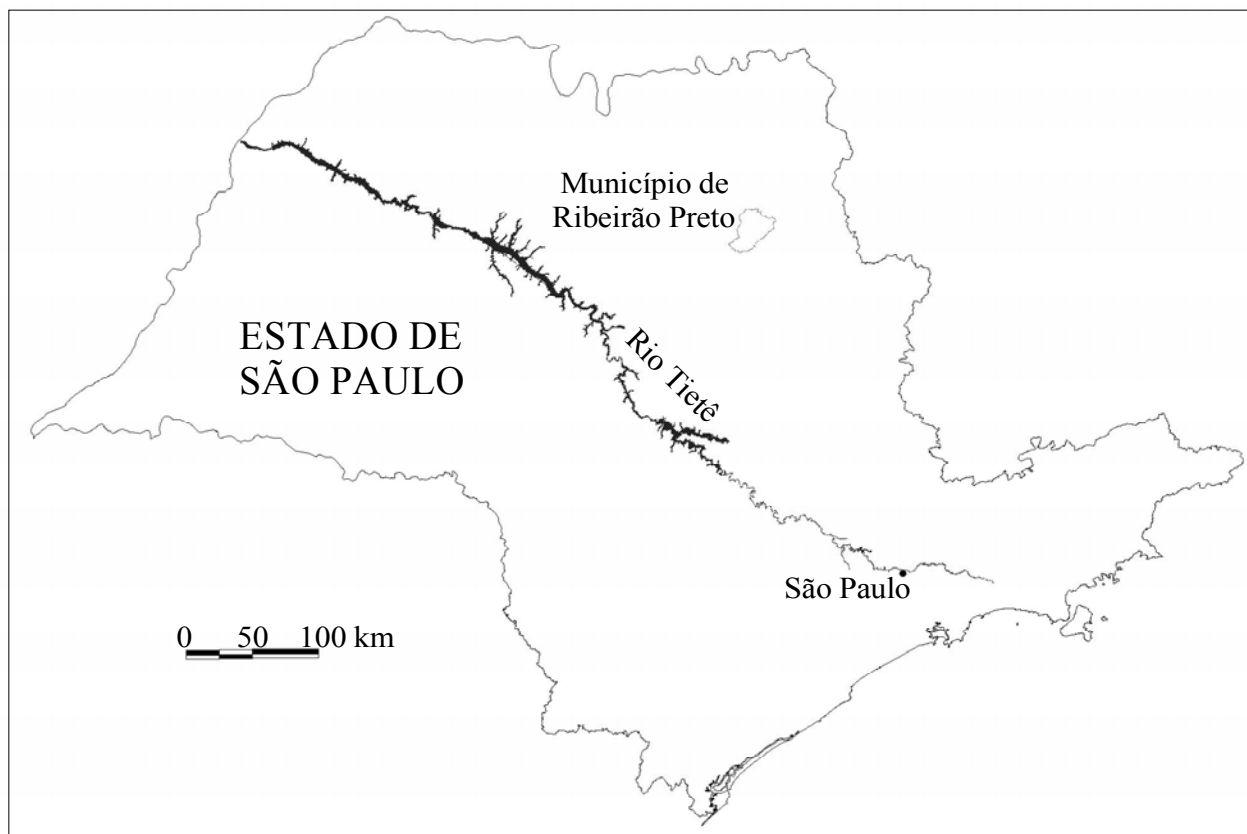 Município de
Ribeirão Preto
ESTADO DE
SÃO PAULO
Rio Tietê
São Paulo
0 50 100 km